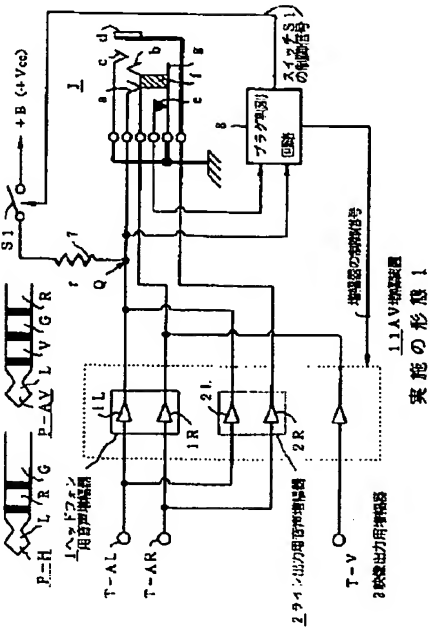 P-H
L R G
P-AV
L V G R
S1
+B (+Vcc)
r
7
Q
1
a
b
c
d
e
f
g
スイッチS1
の制御信号
8
プラグ判別
回路
増幅器の制御信号
1ヘッドフォン
用音声増幅器
T-AL
T-AR
1L
1R
2L
2R
2ライン出力用音声増幅器
T-V
3映像出力用増幅器
11AV増幅装置
実施の形態1